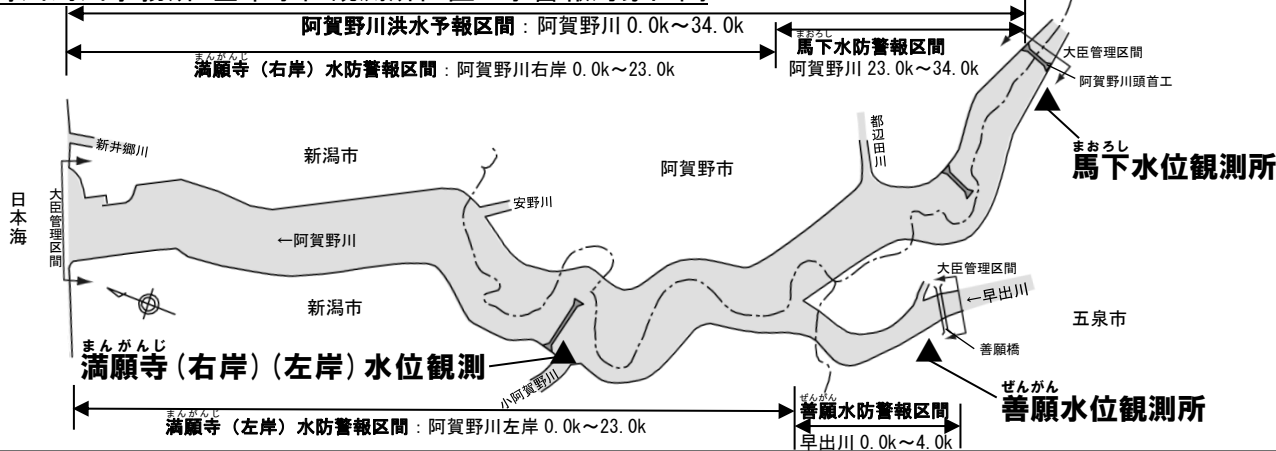 阿賀野川洪水予報区間：阿賀野川 0.0k～34.0k
まんがんじ
満願寺（右岸）水防警報区間：阿賀野川右岸 0.0k～23.0k
まおろし
馬下水防警報区間
阿賀野川 23.0k～34.0k
大臣管理区間
阿賀野川頭首工
まおろし
馬下水位観測所
新井郷川
新潟市
阿賀野市
都辺田川
日本海
大臣管理区間
安野川
←阿賀野川
新潟市
大臣管理区間
←早出川
五泉市
善願橋
まんがんじ
満願寺(右岸)(左岸)水位観測
小阿賀野川
ぜんがん
善願水位観測所
まんがんじ
満願寺（左岸）水防警報区間：阿賀野川左岸 0.0k～23.0k
ぜんがん
善願水防警報区間
早出川 0.0k～4.0k